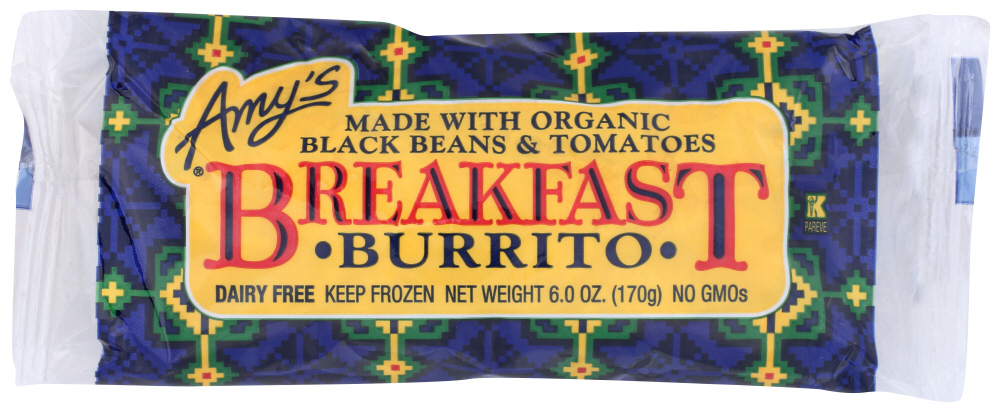 Amy's
®
MADE WITH ORGANIC
BLACK BEANS & TOMATOES
BREAKFAST
•BURRITO•
DAIRY FREE KEEP FROZEN NET WEIGHT 6.0 OZ. (170g) NO GMOs
K
PAREVE